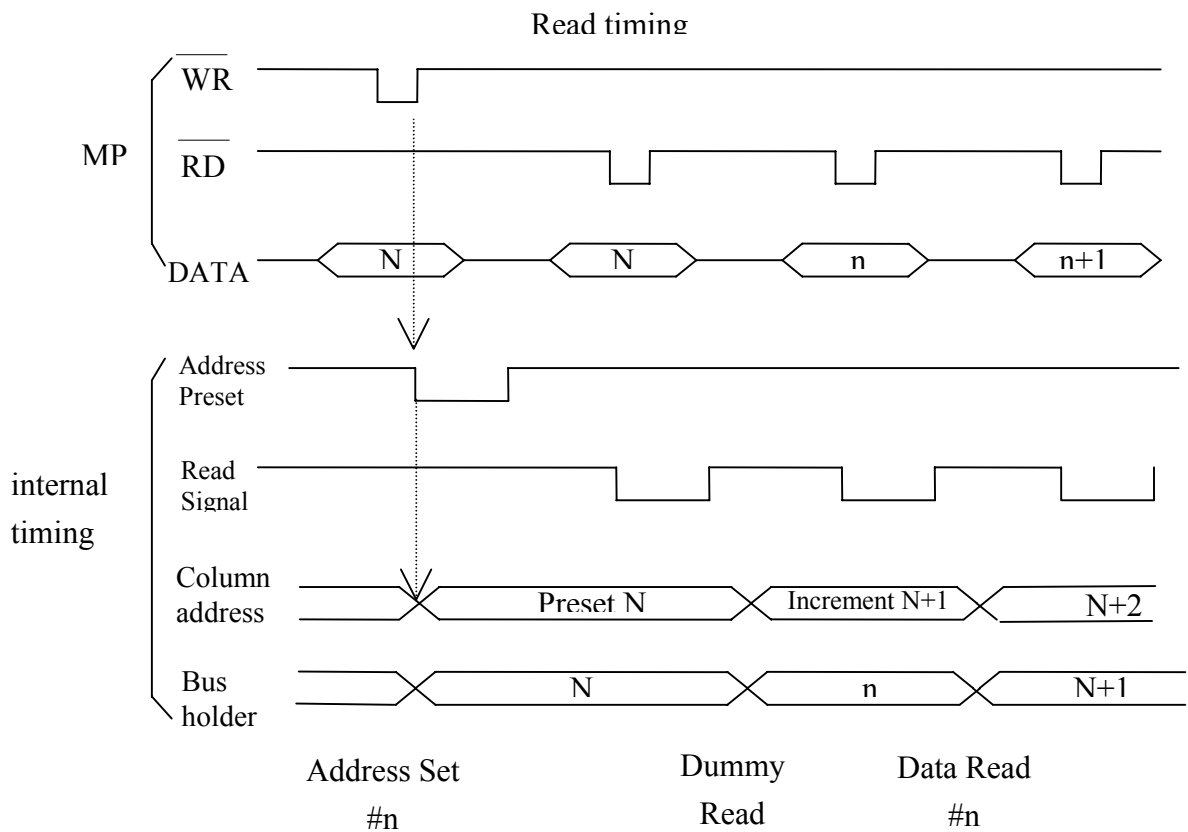 Read timing
WR
MP
RD
DATA
N
N
n
n+1
Address
Preset
internal
timing
Read
Signal
Column
address
Preset N
Increment N+1
N+2
Bus
holder
N
n
N+1
Address Set
#n
Dummy
Read
Data Read
#n